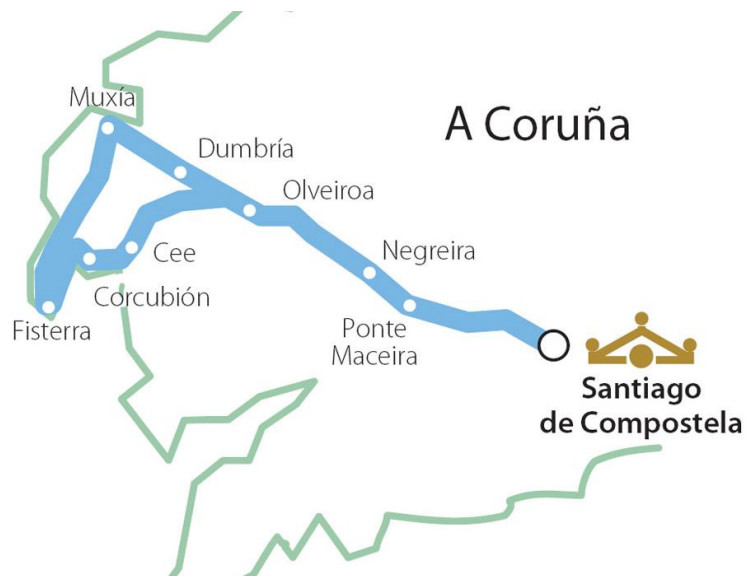 Muxía
A Coruña
Dumbría
Olveiroa
Cee
Negreira
Corcubión
Fisterra
Ponte
Maceira
Santiago
de Compostela